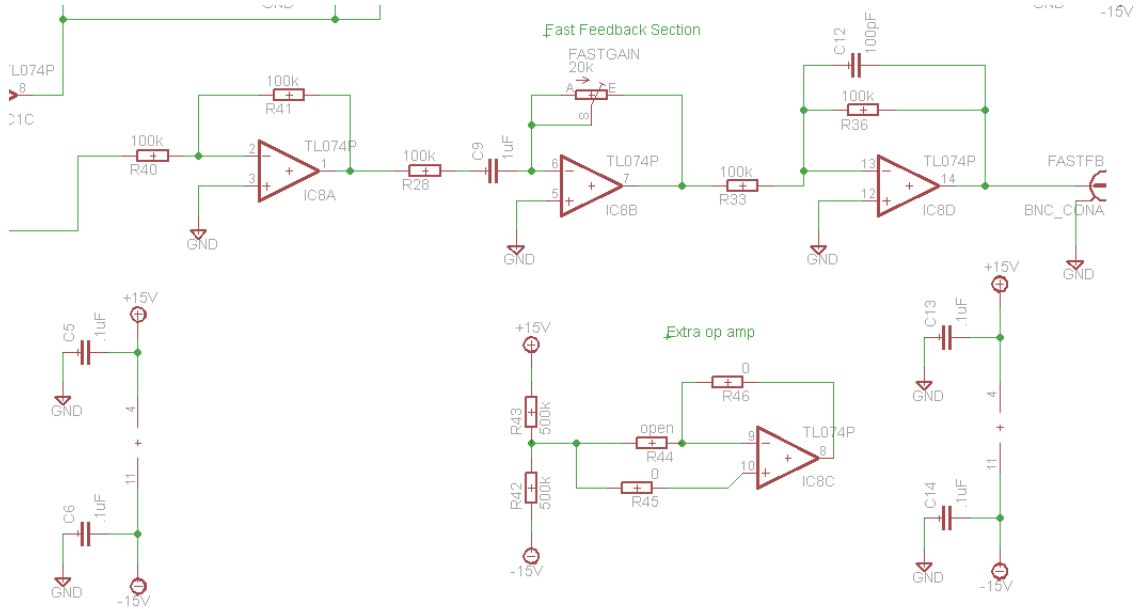 GND
GND
-15V
Fast Feedback Section
FASTGAIN
20k
A
E
S
C12
100pF
TL074P
8
C1C
100k
R41
100k
R36
100k
R40
2
3
TL074P
1
IC8A
GND
100k
R28
C9
1uF
6
5
TL074P
7
IC8B
GND
100k
R33
13
12
TL074P
14
IC8D
GND
FASTFB
BNC_CONA
GND
+15V
C5
.1uF
GND
4
11
C6
.1uF
GND
-15V
+15V
R43
500k
R42
500k
-15V
Extra op amp
0
R46
open
R44
0
R45
9
10
TL074P
8
IC8C
+15V
C13
.1uF
GND
4
11
C14
.1uF
GND
-15V